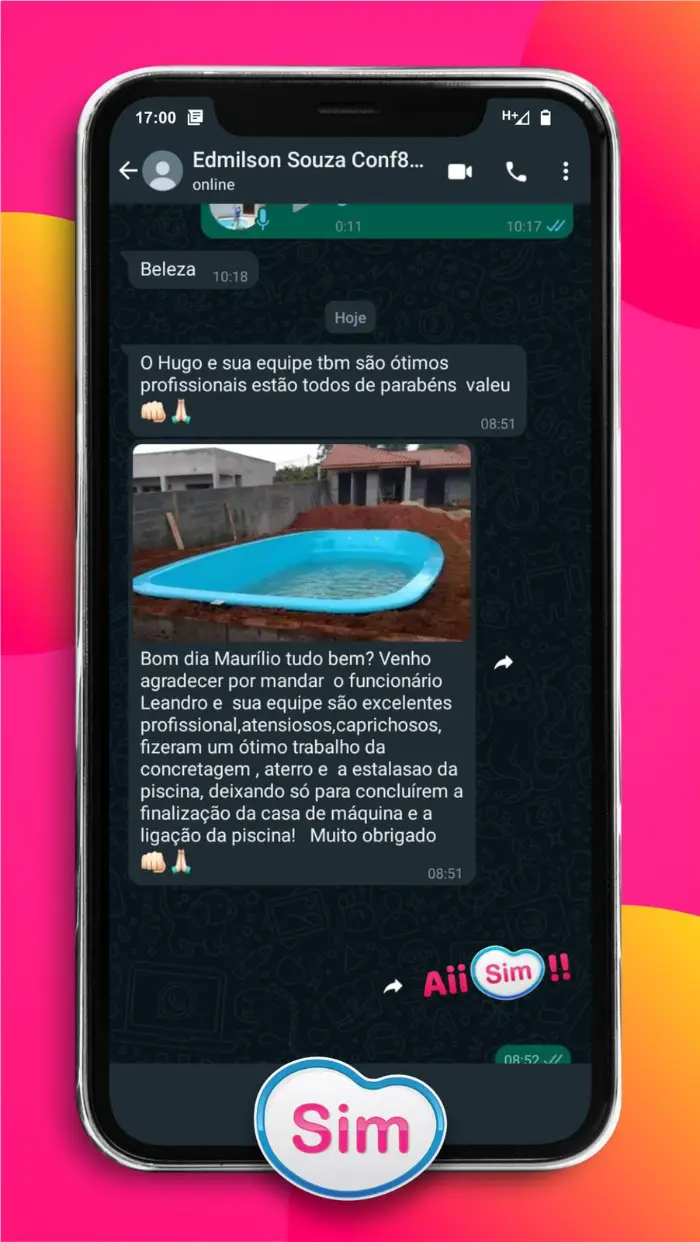 17:00
H+
Edmilson Souza Conf8...
online
0:11
10:17
Beleza
10:18
Hoje
O Hugo e sua equipe tbm são ótimos
profissionais estão todos de parabéns  valeu
👊🏻🙏🏻
08:51
Bom dia Maurílio tudo bem? Venho
agradecer por mandar  o funcionário
Leandro e  sua equipe são excelentes
profissional,atensiosos,caprichosos,
fizeram um ótimo trabalho da
concretagem , aterro e  a estalasao da
piscina, deixando só para concluírem a
finalização da casa de máquina e a
ligação da piscina!   Muito obrigado
👊🏻🙏🏻
08:51
Aii Sim !!
08:52
Sim